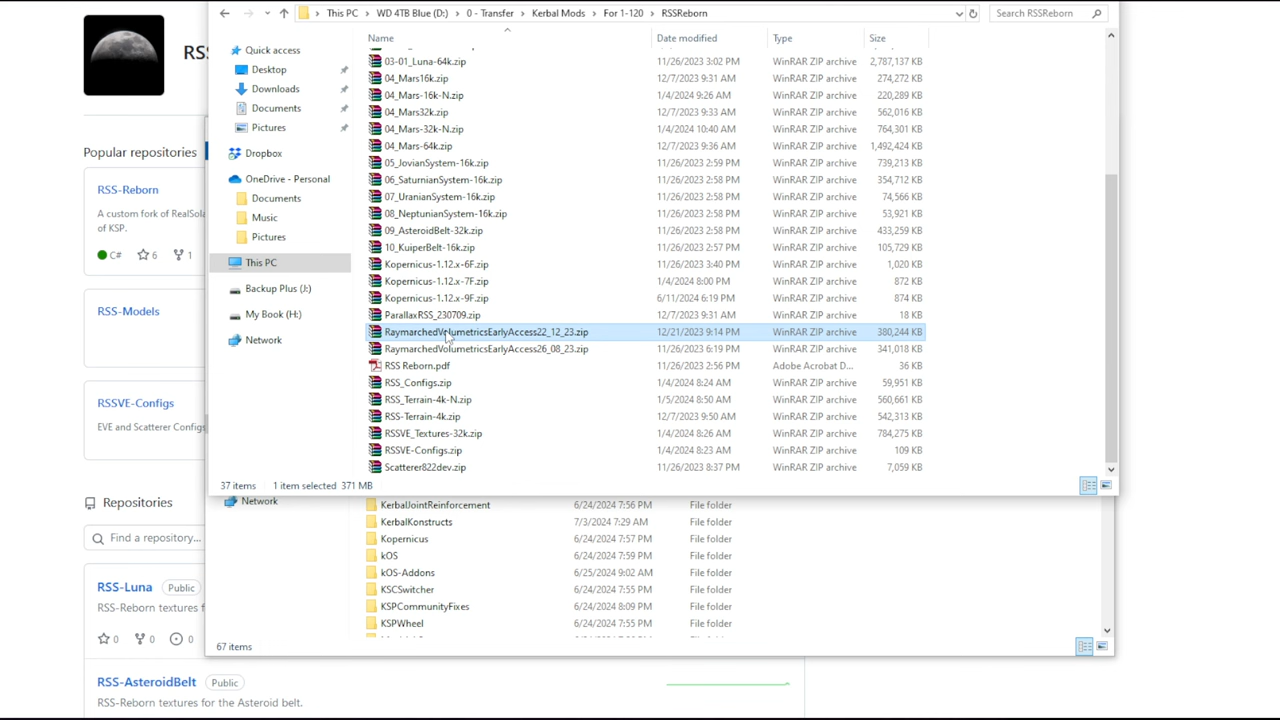 This PC > WD 4TB Blue (D:) > 0 - Transfer > Kerbal Mods > For 1-120 > RSSReborn
Search RSSReborn
Quick access
Desktop
Downloads
Documents
Pictures
Dropbox
OneDrive - Personal
Documents
Music
Pictures
This PC
Backup Plus (J:)
My Book (H:)
Network
Name Date modified Type Size
03-01_Luna-64k.zip 11/26/2023 3:02 PM WinRAR ZIP archive 2,787,137 KB
04_Mars16k.zip 12/7/2023 9:31 AM WinRAR ZIP archive 274,272 KB
04_Mars-16k-N.zip 1/4/2024 9:26 AM WinRAR ZIP archive 220,289 KB
04_Mars32k.zip 12/7/2023 9:33 AM WinRAR ZIP archive 562,016 KB
04_Mars-32k-N.zip 1/4/2024 10:40 AM WinRAR ZIP archive 764,301 KB
04_Mars-64k.zip 12/7/2023 9:36 AM WinRAR ZIP archive 1,492,424 KB
05_JovianSystem-16k.zip 11/26/2023 2:59 PM WinRAR ZIP archive 739,213 KB
06_SaturnianSystem-16k.zip 11/26/2023 2:58 PM WinRAR ZIP archive 354,712 KB
07_UranianSystem-16k.zip 11/26/2023 2:58 PM WinRAR ZIP archive 74,566 KB
08_NeptunianSystem-16k.zip 11/26/2023 2:58 PM WinRAR ZIP archive 53,921 KB
09_AsteroidBelt-32k.zip 11/26/2023 2:58 PM WinRAR ZIP archive 433,259 KB
10_KuiperBelt-16k.zip 11/26/2023 2:57 PM WinRAR ZIP archive 105,729 KB
Kopernicus-1.12.x-6F.zip 11/26/2023 3:40 PM WinRAR ZIP archive 1,020 KB
Kopernicus-1.12.x-7F.zip 1/4/2024 8:00 PM WinRAR ZIP archive 872 KB
Kopernicus-1.12.x-9F.zip 6/11/2024 6:19 PM WinRAR ZIP archive 874 KB
ParallaxRSS_230709.zip 12/7/2023 9:31 AM WinRAR ZIP archive 18 KB
RaymarchedVolumetricsEarlyAccess22_12_23.zip 12/21/2023 9:14 PM WinRAR ZIP archive 380,244 KB
RaymarchedVolumetricsEarlyAccess26_08_23.zip 11/26/2023 6:19 PM WinRAR ZIP archive 341,018 KB
RSS Reborn.pdf 11/26/2023 2:56 PM Adobe Acrobat D... 36 KB
RSS_Configs.zip 1/4/2024 8:24 AM WinRAR ZIP archive 59,951 KB
RSS_Terrain-4k-N.zip 1/5/2024 8:50 AM WinRAR ZIP archive 560,661 KB
RSS-Terrain-4k.zip 12/7/2023 9:50 AM WinRAR ZIP archive 542,313 KB
RSSVE_Textures-32k.zip 1/4/2024 8:26 AM WinRAR ZIP archive 784,275 KB
RSSVE-Configs.zip 1/4/2024 8:23 AM WinRAR ZIP archive 109 KB
Scatterer822dev.zip 11/26/2023 8:37 PM WinRAR ZIP archive 7,059 KB
37 items 1 item selected 371 MB
Network
KerbalJointReinforcement 6/24/2024 7:56 PM File folder
KerbalKonstructs 7/3/2024 7:29 AM File folder
Kopernicus 6/24/2024 7:57 PM File folder
kOS 6/24/2024 7:59 PM File folder
kOS-Addons 6/25/2024 9:02 AM File folder
KSCSwitcher 6/24/2024 7:55 PM File folder
KSPCommunityFixes 6/24/2024 8:09 PM File folder
KSPWheel 6/24/2024 7:55 PM File folder
67 items
RS
Popular repositories
RSS-Reborn
A custom fork of RealSola
of KSP.
C# 6 1
RSS-Models
RSSVE-Configs
EVE and Scatterer Configs
Repositories
Find a repository...
RSS-Luna Public
RSS-Reborn textures f
0 0 0
RSS-AsteroidBelt Public
RSS-Reborn textures for the Asteroid belt.